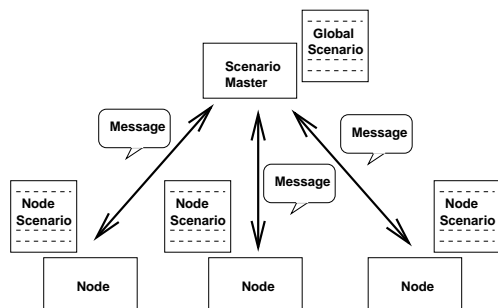 Global
Scenario
Scenario
Master
Message
Message
Message
Node
Scenario
Node
Scenario
Node
Scenario
Node
Node
Node